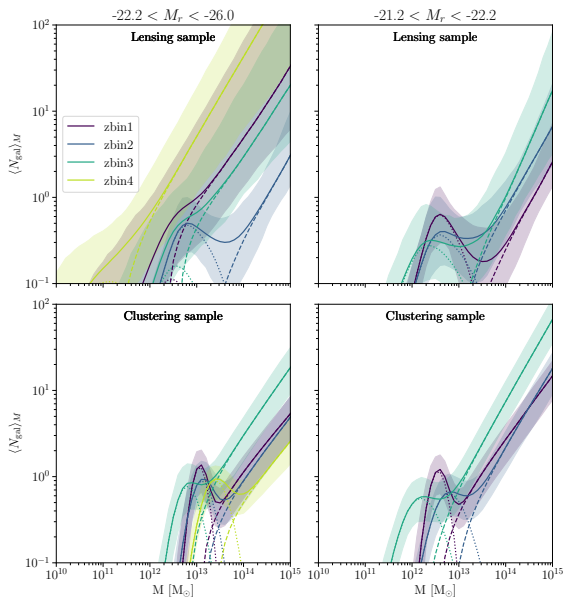 -22.2 < M_r < -26.0
-21.2 < M_r < -22.2
Lensing sample
Lensing sample
10^2
10^1
10^0
10^{-1}
⟨N_gal⟩_M
zbin1
zbin2
zbin3
zbin4
Clustering sample
Clustering sample
10^2
10^1
10^0
10^{-1}
⟨N_gal⟩_M
10^{10} 10^{11} 10^{12} 10^{13} 10^{14} 10^{15}
10^{10} 10^{11} 10^{12} 10^{13} 10^{14} 10^{15}
M [M_⊙]
M [M_⊙]